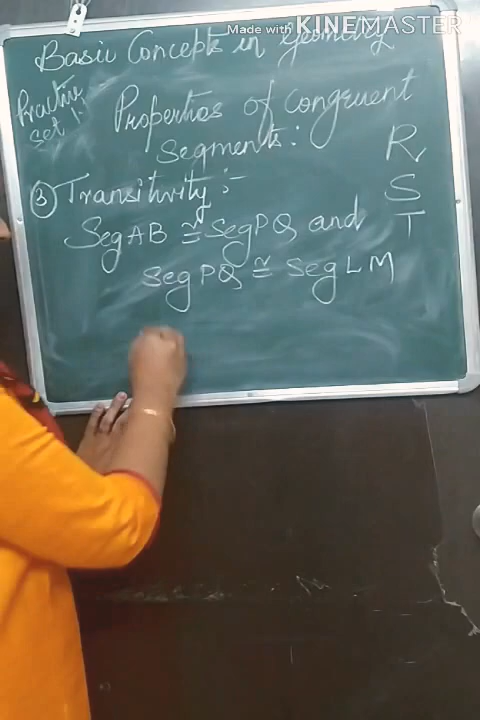 Made with KINEMASTER
Basic Concepts in Geometry
Practice
set 1:
Properties of congruent
Segments:
R
S
T
③ Transitivity :-
Seg AB ≅ Seg PQ and
Seg PQ ≅ Seg LM